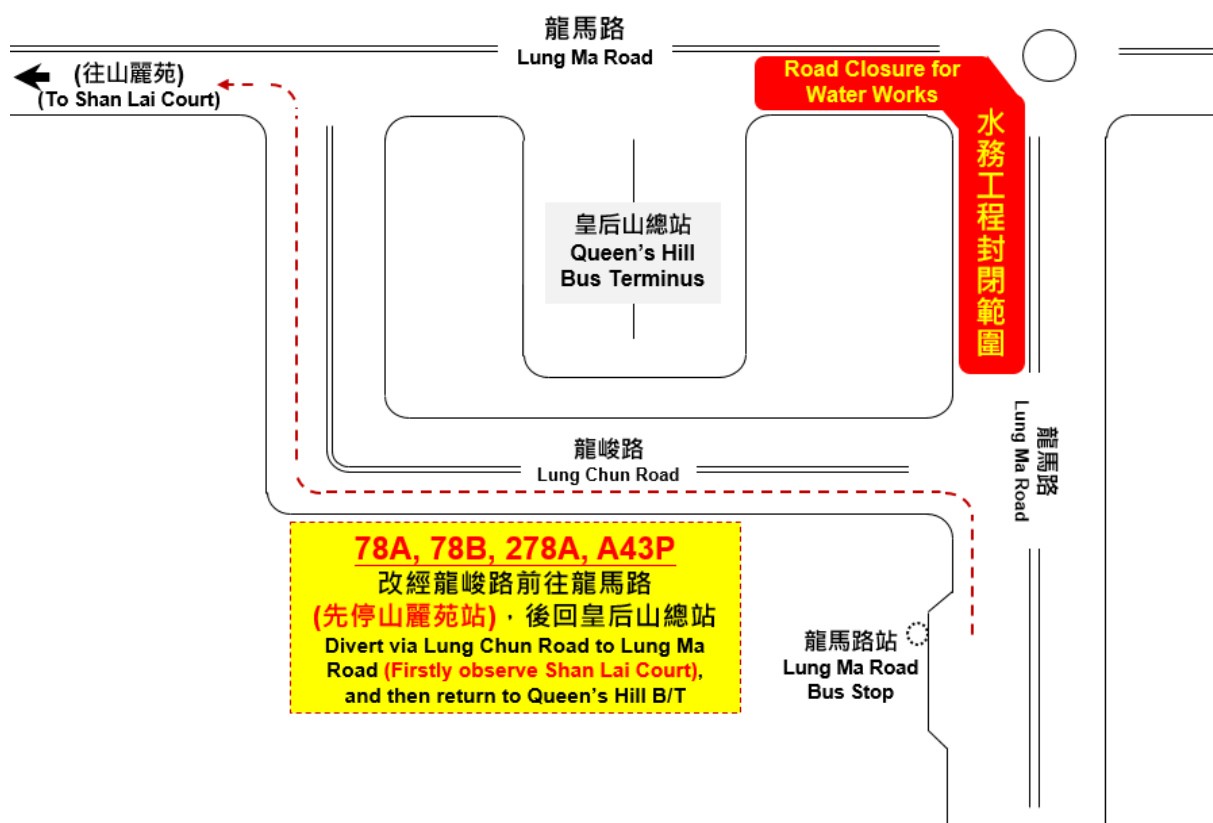 龍馬路
Lung Ma Road
(往山麗苑)
(To Shan Lai Court)
Road Closure for
Water Works
水務工程封閉範圍
皇后山總站
Queen’s Hill
Bus Terminus
龍峻路
Lung Chun Road
龍馬路
Lung Ma Road
78A, 78B, 278A, A43P
改經龍峻路前往龍馬路
(先停山麗苑站)，後回皇后山總站
Divert via Lung Chun Road to Lung Ma
Road (Firstly observe Shan Lai Court),
and then return to Queen’s Hill B/T
龍馬路站
Lung Ma Road
Bus Stop